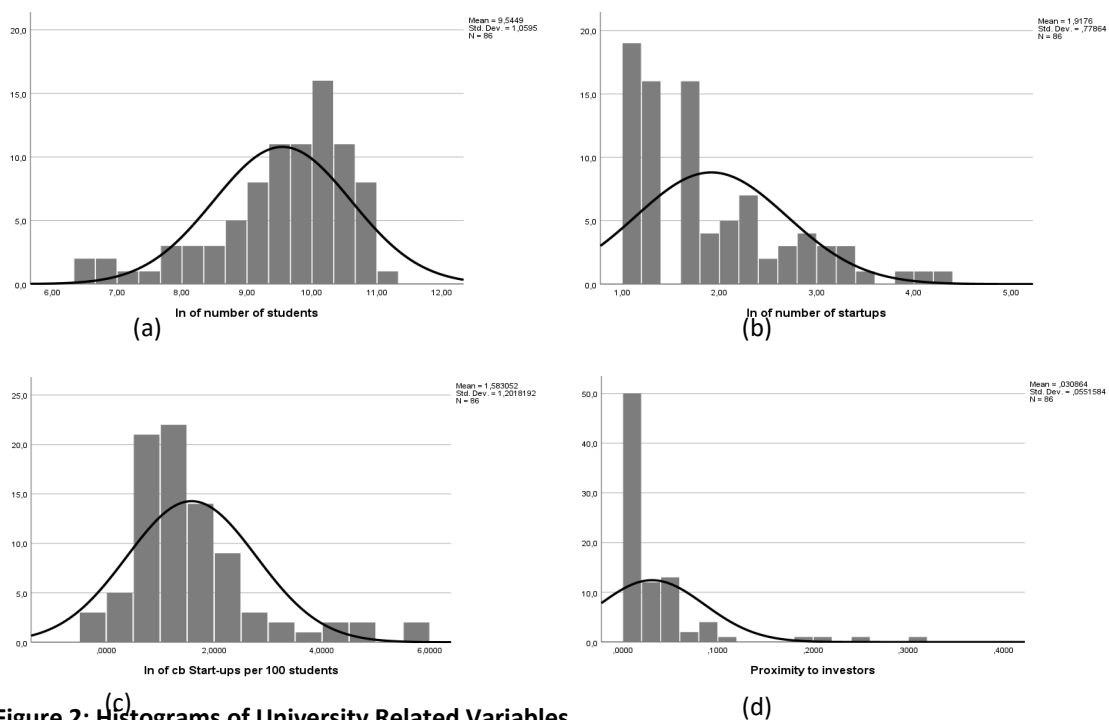 Mean = 9,5449
Std. Dev. = 1,0595
N = 86
20,0
15,0
10,0
5,0
0,0
6,00 7,00 8,00 9,00 10,00 11,00 12,00
ln of number of students
(a)
Mean = 1,9176
Std. Dev. = ,77864
N = 86
20,0
15,0
10,0
5,0
0,0
1,00 2,00 3,00 4,00 5,00
ln of number of startups
(b)
Mean = 1,583052
Std. Dev. = 1,2018192
N = 86
25,0
20,0
15,0
10,0
5,0
0,0
,0000 2,0000 4,0000 6,0000
ln of cb Start-ups per 100 students
(c)
Mean = ,030864
Std. Dev. = ,0551584
N = 86
50,0
40,0
30,0
20,0
10,0
0,0
,0000 ,1000 ,2000 ,3000 ,4000
Proximity to investors
(d)
Figure 2: Histograms of University Related Variables